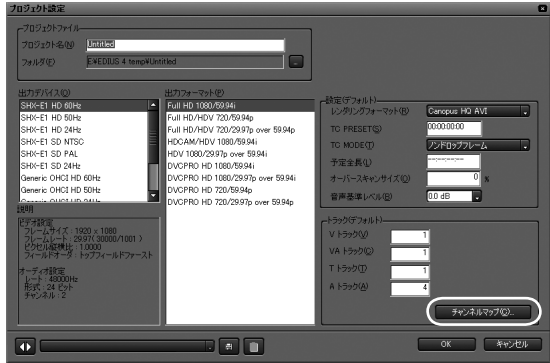 プロジェクト設定
プロジェクトファイル
プロジェクト名(N) Untitled
フォルダ(F) E:¥EDIUS 4 temp¥Untitled
出力デバイス(O)
SHX-E1 HD 60Hz
SHX-E1 HD 50Hz
SHX-E1 HD 24Hz
SHX-E1 SD NTSC
SHX-E1 SD PAL
SHX-E1 SD 24Hz
Generic OHCI HD 60Hz
Generic OHCI HD 50Hz
Generic OHCI HD 24Hz
出力フォーマット(P)
Full HD 1080/59.94i
Full HD/HDV 720/59.94p
Full HD/HDV 720/29.97p over 59.94p
HDCAM/HDV 1080/59.94i
HDV 1080/29.97p over 59.94i
DVCPRO HD 1080/59.94i
DVCPRO HD 1080/29.97p over 59.94i
DVCPRO HD 720/59.94p
DVCPRO HD 720/29.97p over 59.94p
設定(デフォルト)
レンダリングフォーマット(R) Canopus HQ AVI
TC PRESET(S) 00:00:00:00
TC MODE(T) ノンドロップフレーム
予定全長(L) --:--:--:--
オーバースキャンサイズ(O) 0 %
音声基準レベル(B) 0.0 dB
説明
ビデオ設定
フレームサイズ : 1920 x 1080
フレームレート : 29.97( 30000/1001 )
ピクセル縦横比 : 1.0000
フィールドオーダ : トップフィールドファースト
オーディオ設定
レート : 48000Hz
形式 : 24 ビット
チャンネル : 2
トラック(デフォルト)
V トラック(V) 1
VA トラック(C) 1
T トラック(T) 1
A トラック(A) 4
チャンネルマップ(C)...
OK
キャンセル